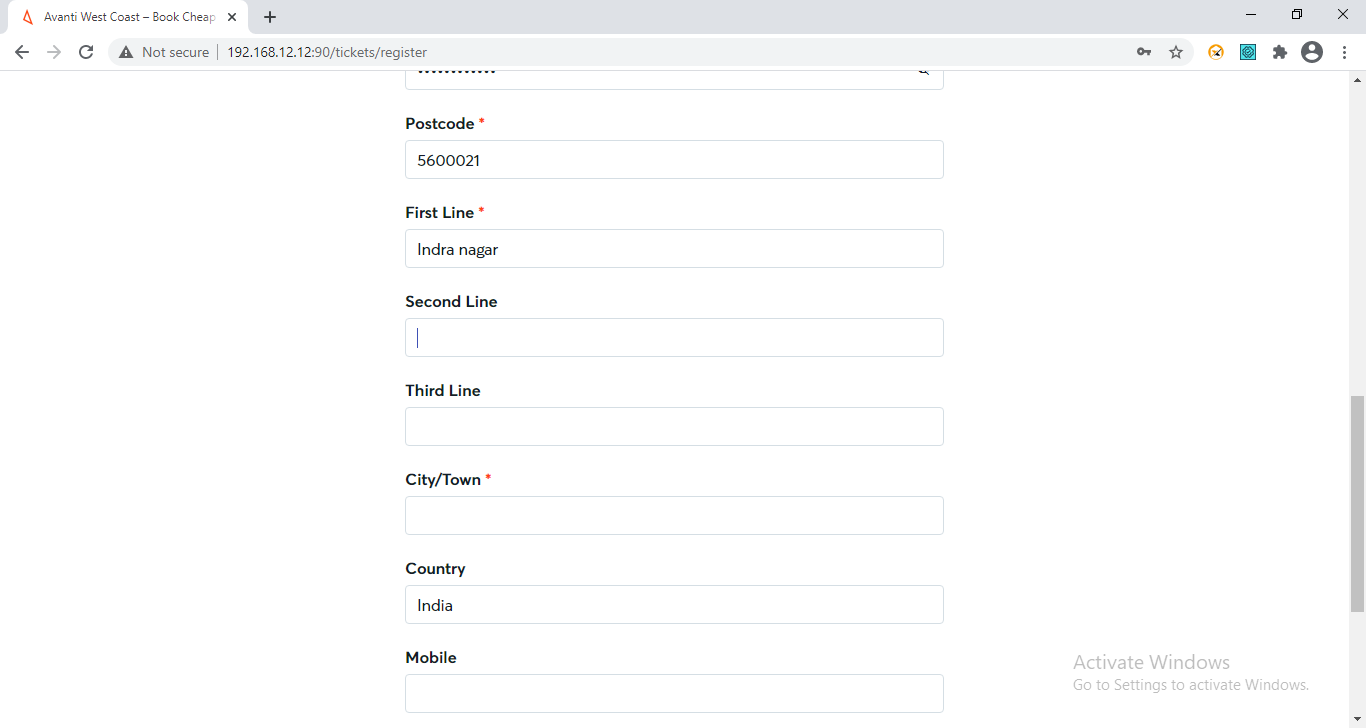 Avanti West Coast – Book Cheap
Not secure
192.168.12.12:90/tickets/register
Postcode *
5600021
First Line *
Indra nagar
Second Line
Third Line
City/Town *
Country
India
Mobile
Activate Windows
Go to Settings to activate Windows.